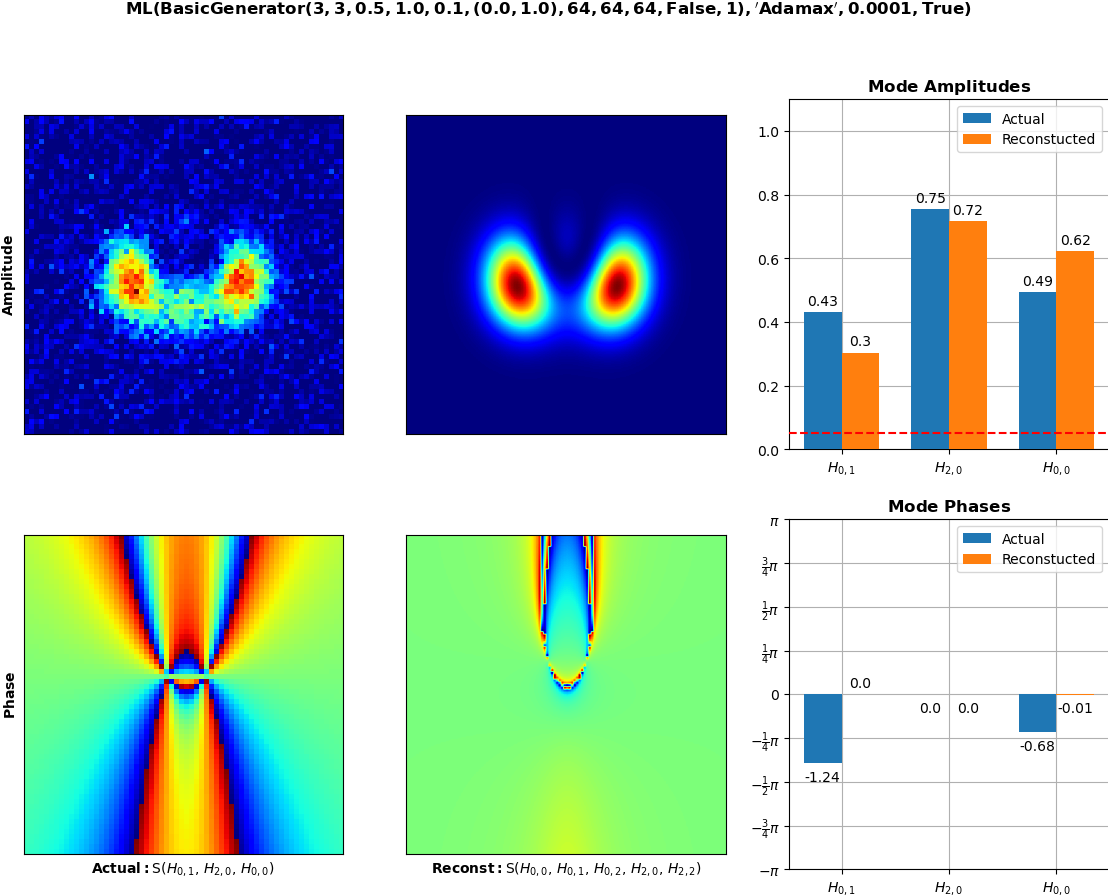 ML(BasicGenerator(3, 3, 0.5, 1.0, 0.1, (0.0, 1.0), 64, 64, 64, False, 1), ′Adamax′, 0.0001, True)
Amplitude
Mode Amplitudes
Actual
Reconstucted
1.0
0.8
0.6
0.4
0.2
0.0
0.43
0.3
0.75
0.72
0.49
0.62
H0,1
H2,0
H0,0
Phase
Actual: S(H0,1, H2,0, H0,0)
Reconst: S(H0,0, H0,1, H0,2, H2,0, H2,2)
Mode Phases
Actual
Reconstucted
π
3/4π
1/2π
1/4π
0
−1/4π
−1/2π
−3/4π
−π
-1.24
0.0
0.0
0.0
-0.68
-0.01
H0,1
H2,0
H0,0